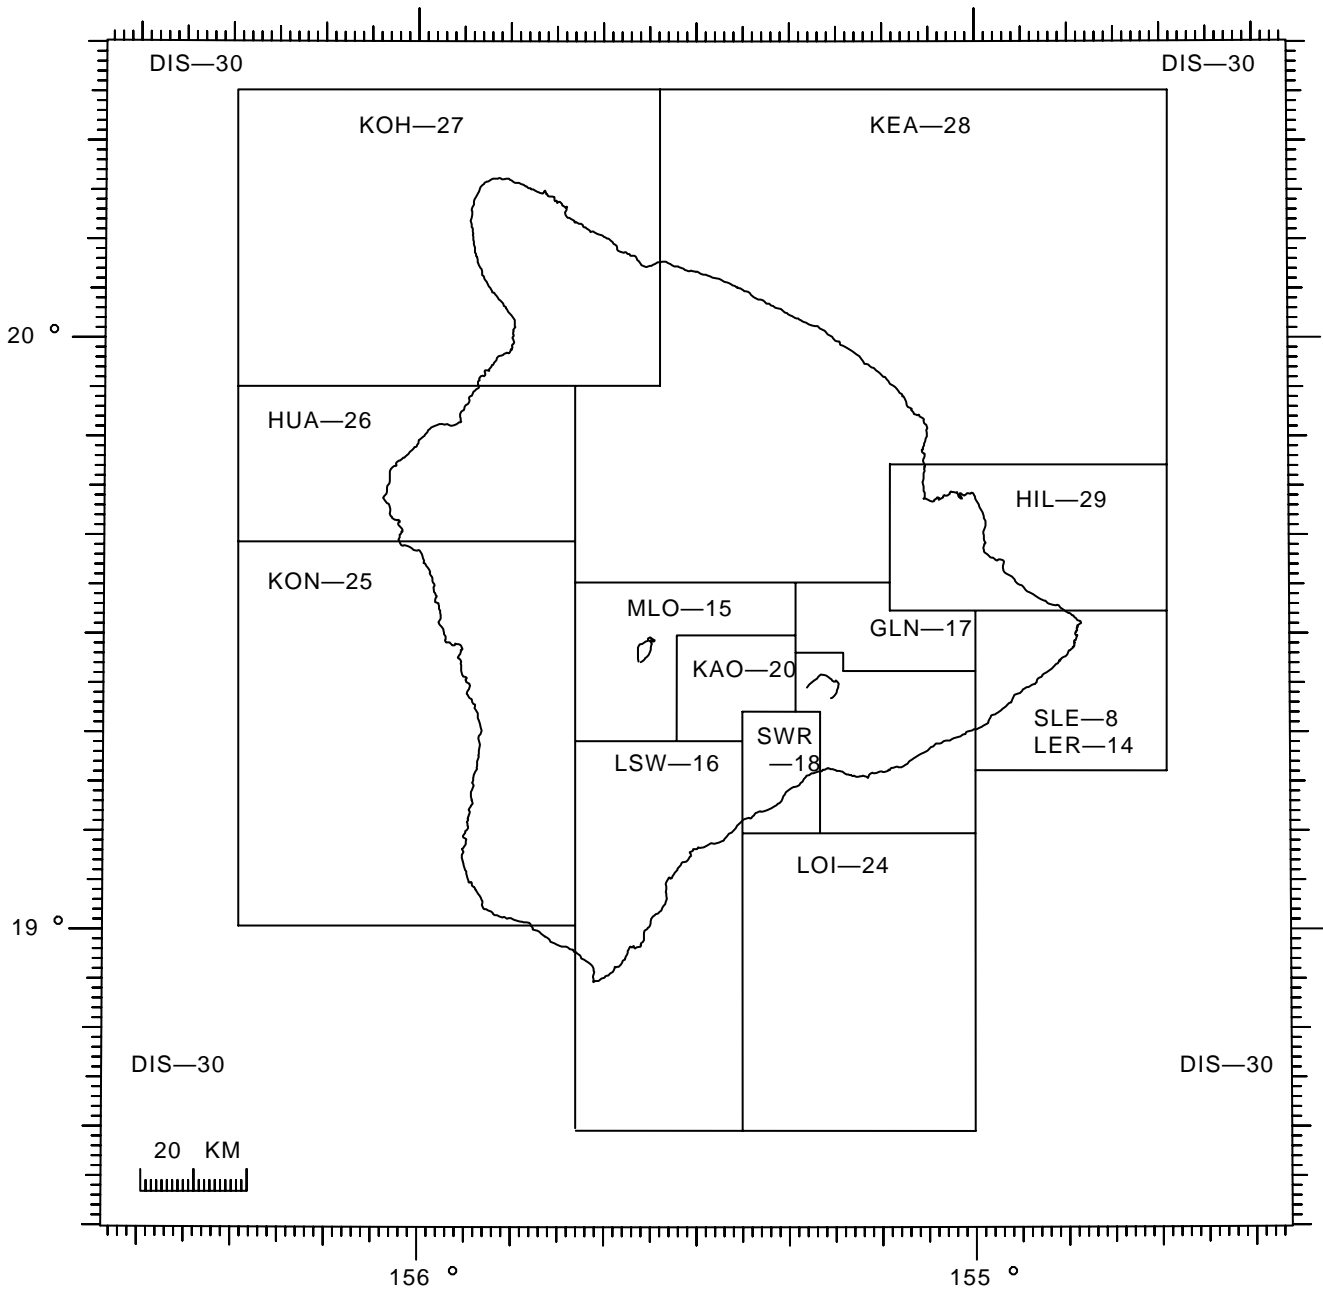 DIS—30
DIS—30
KOH—27
KEA—28
20 °
HUA—26
HIL—29
KON—25
MLO—15
GLN—17
KAO—20
SLE—8
LER—14
SWR
—18
LSW—16
LOI—24
19 °
DIS—30
DIS—30
20 KM
156 °
155 °